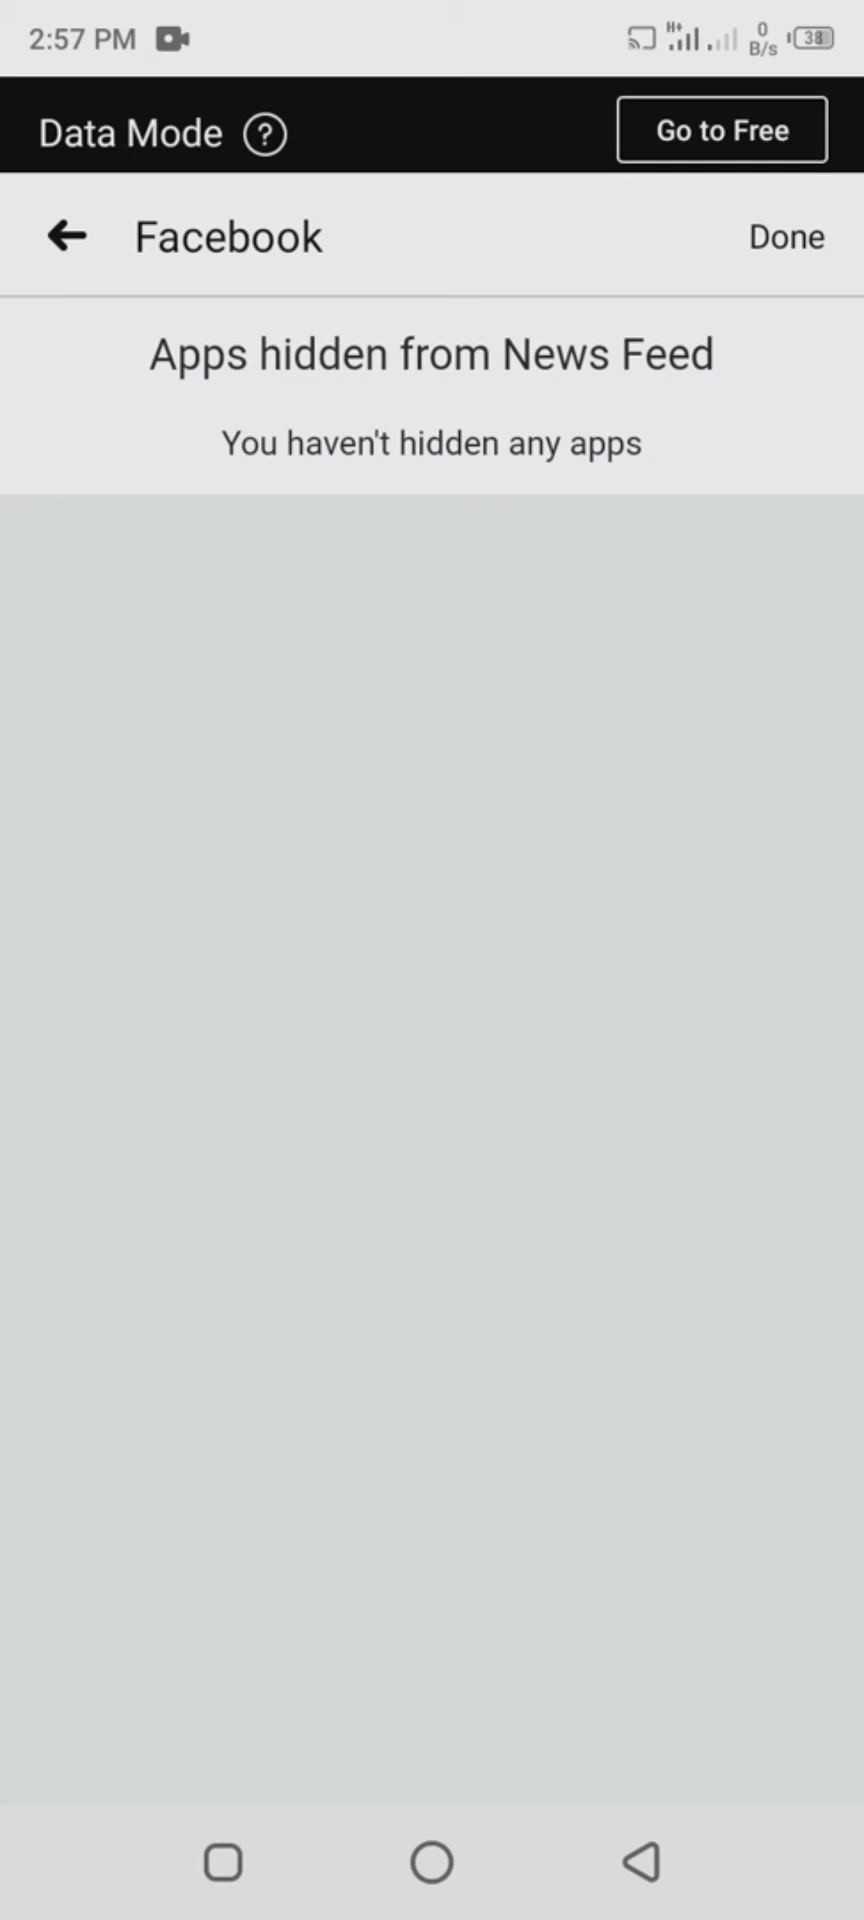 2:57 PM
H+
0
B/s
38
Data Mode ?
Go to Free
Facebook
Done
Apps hidden from News Feed
You haven't hidden any apps